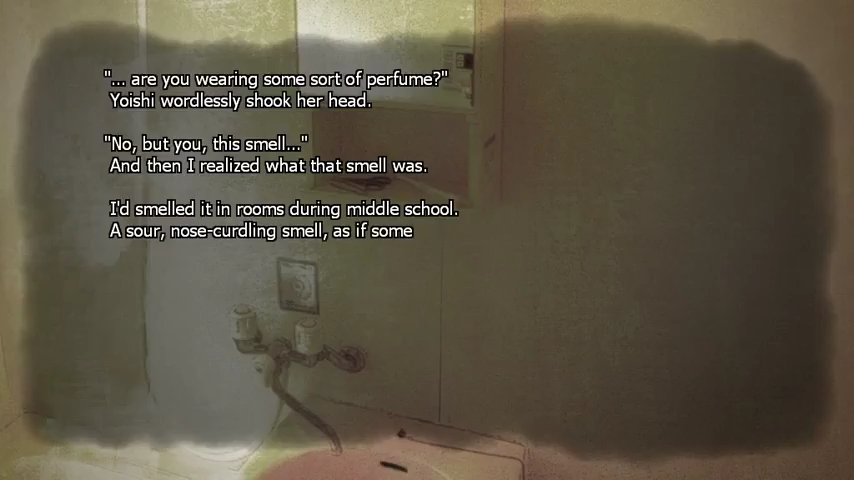 "... are you wearing some sort of perfume?"
Yoishi wordlessly shook her head.
"No, but you, this smell..."
And then I realized what that smell was.
I'd smelled it in rooms during middle school.
A sour, nose-curdling smell, as if some